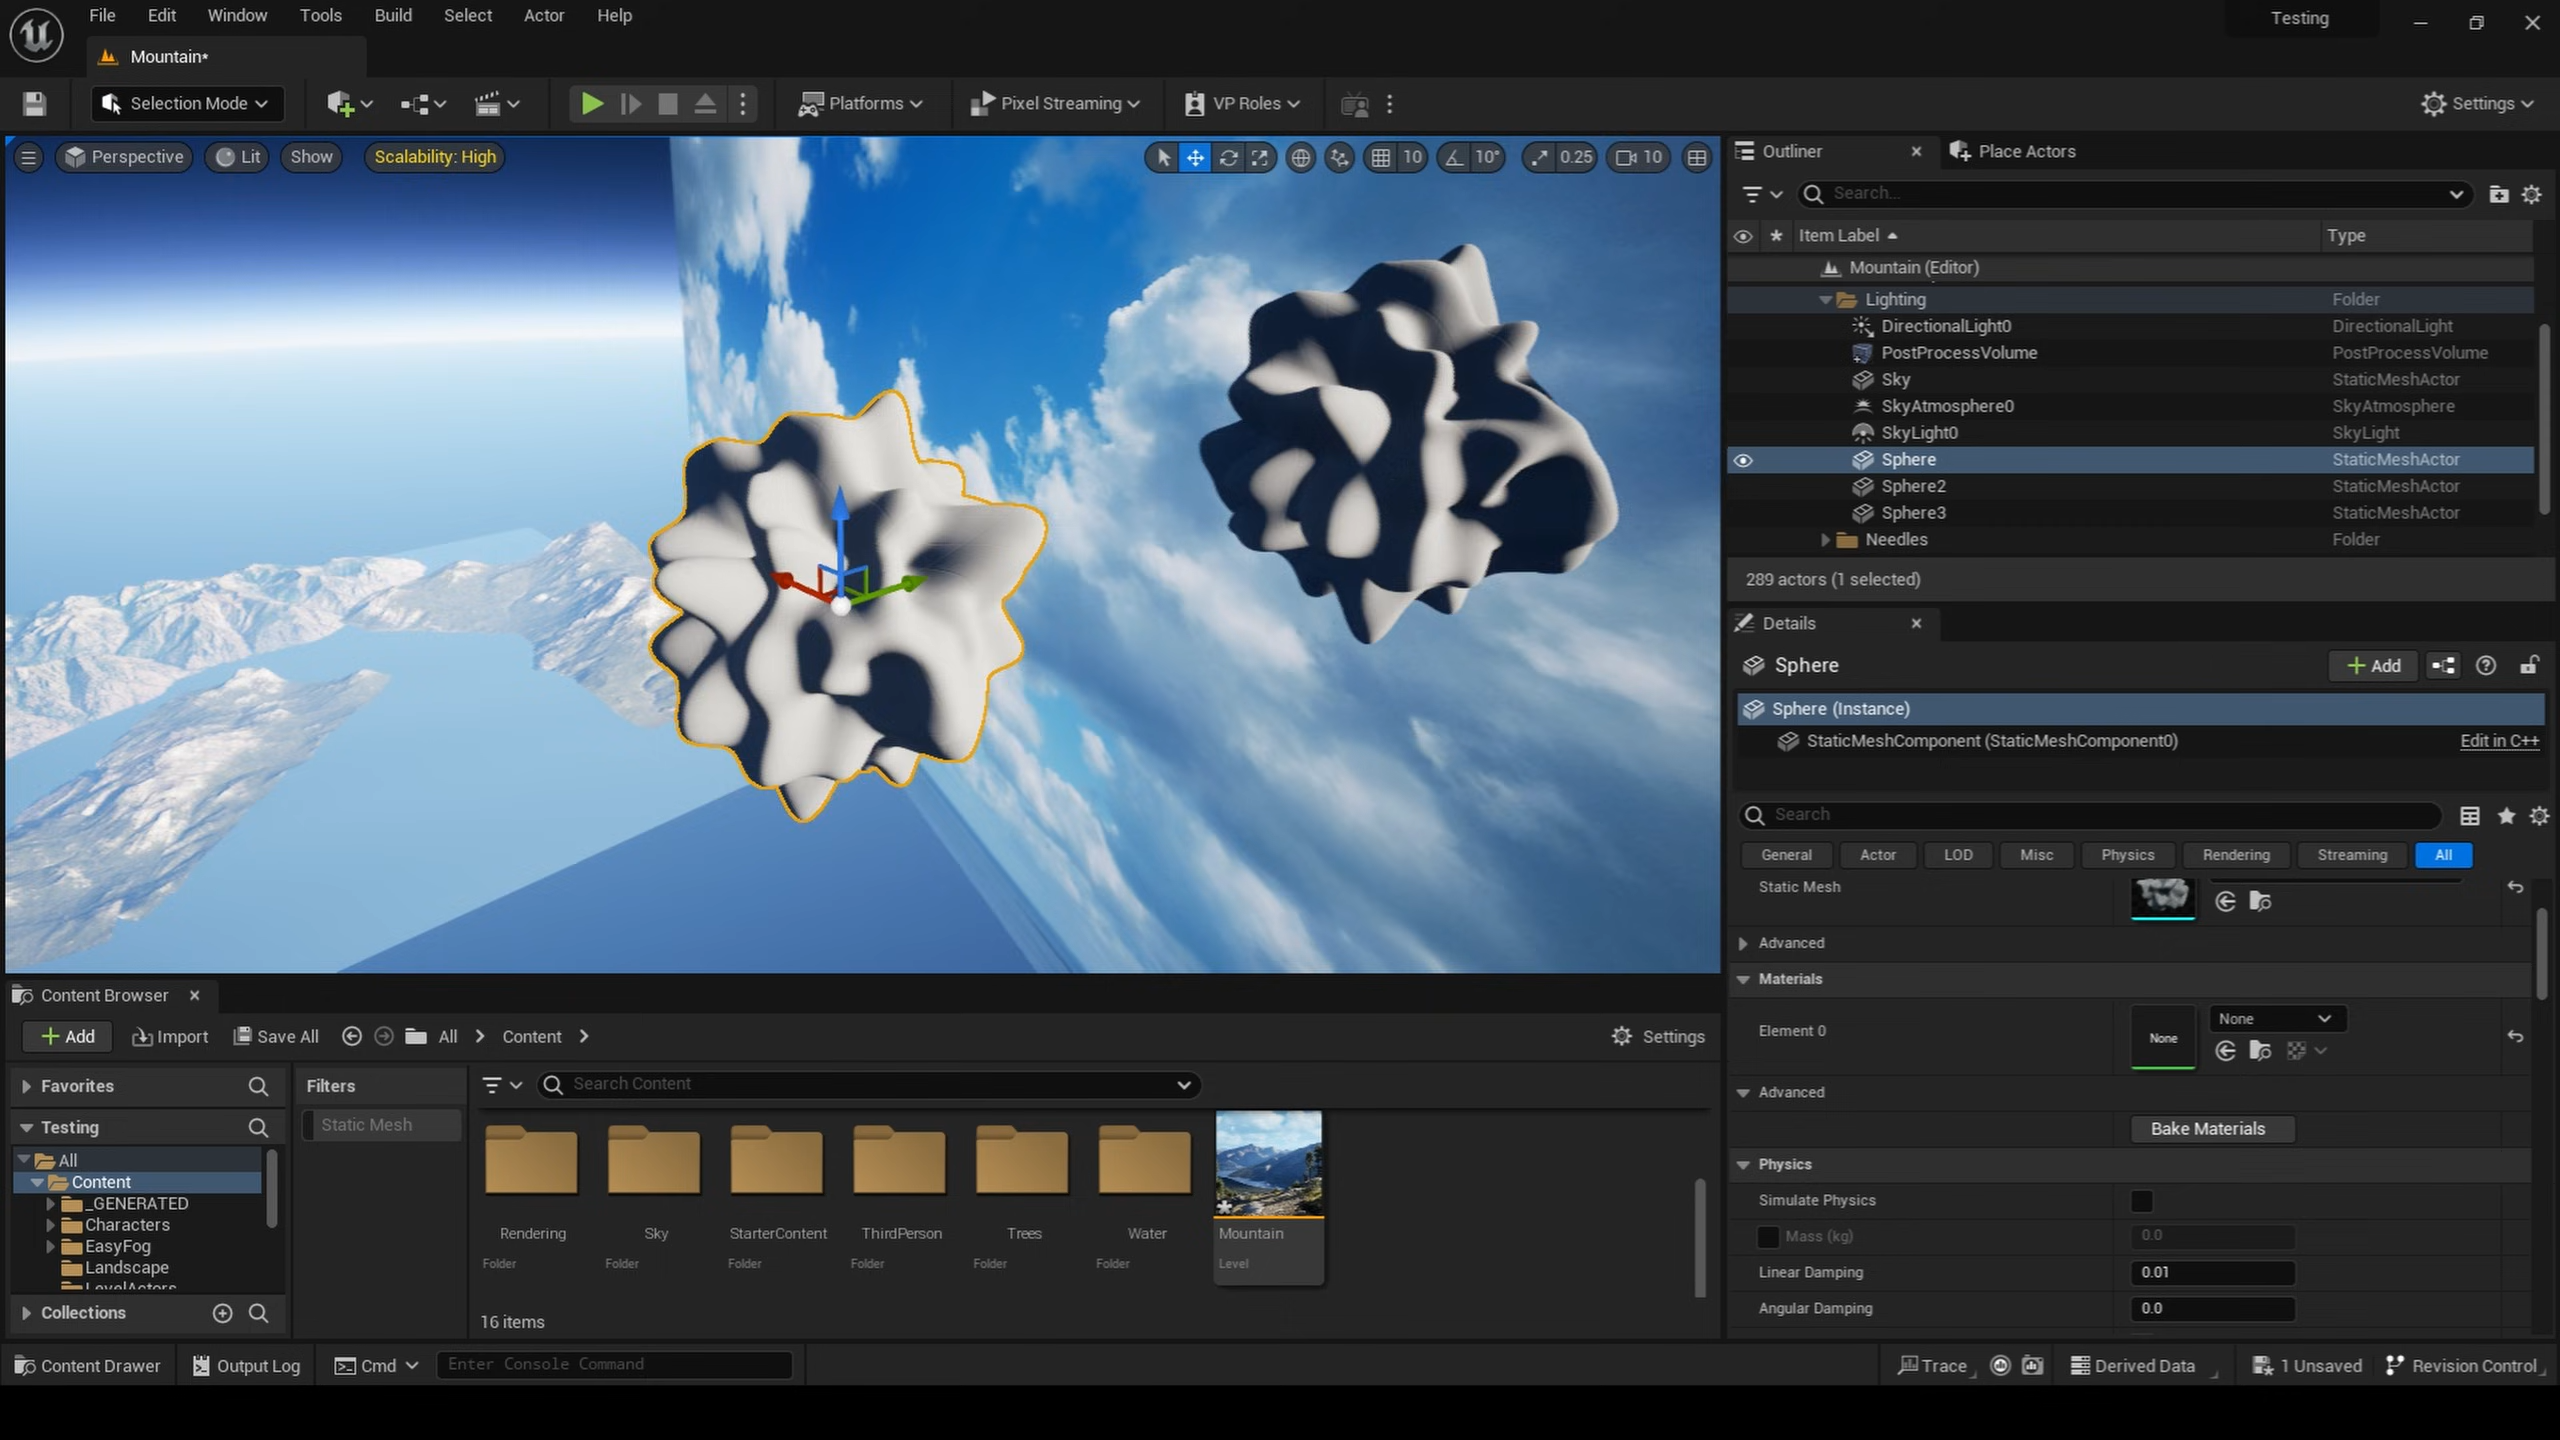 File Edit Window Tools Build Select Actor Help
Testing
Mountain*
Selection Mode
Platforms
Pixel Streaming
VP Roles
Settings
Perspective
Lit
Show
Scalability: High
10
10°
0.25
10
Outliner
Place Actors
Search...
Item Label
Type
Mountain (Editor)
Lighting Folder
DirectionalLight0 DirectionalLight
PostProcessVolume PostProcessVolume
Sky StaticMeshActor
SkyAtmosphere0 SkyAtmosphere
SkyLight0 SkyLight
Sphere StaticMeshActor
Sphere2 StaticMeshActor
Sphere3 StaticMeshActor
Needles Folder
289 actors (1 selected)
Details
Sphere
Add
Sphere (Instance)
StaticMeshComponent (StaticMeshComponent0) Edit in C++
Search
General Actor LOD Misc Physics Rendering Streaming All
Static Mesh
Advanced
Materials
Element 0
None
None
Advanced
Bake Materials
Physics
Simulate Physics
Mass (kg) 0.0
Linear Damping 0.01
Angular Damping 0.0
Content Browser
Add Import Save All All Content Settings
Favorites
Filters
Search Content
Static Mesh
Testing
All
Content
_GENERATED
Characters
EasyFog
Landscape
LevelActors
Collections
Rendering Sky StarterContent ThirdPerson Trees Water Mountain
Folder Folder Folder Folder Folder Folder Level
16 items
Content Drawer Output Log Cmd Enter Console Command
Trace Derived Data 1 Unsaved Revision Control